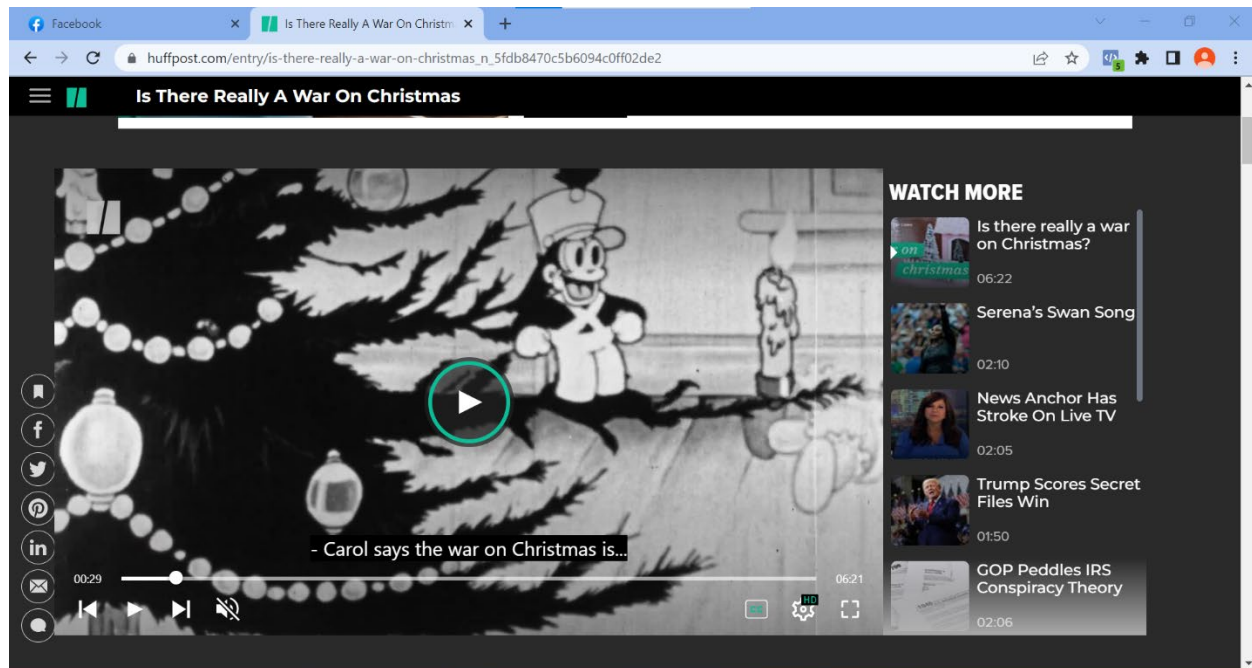 Facebook
Is There Really A War On Christm
huffpost.com/entry/is-there-really-a-war-on-christmas_n_5fdb8470c5b6094c0ff02de2
5
Is There Really A War On Christmas
WATCH MORE
on
christmas
Is there really a war
on Christmas?
06:22
Serena's Swan Song
02:10
News Anchor Has
Stroke On Live TV
02:05
Trump Scores Secret
Files Win
01:50
GOP Peddles IRS
Conspiracy Theory
02:06
- Carol says the war on Christmas is...
00:29
06:21
HD